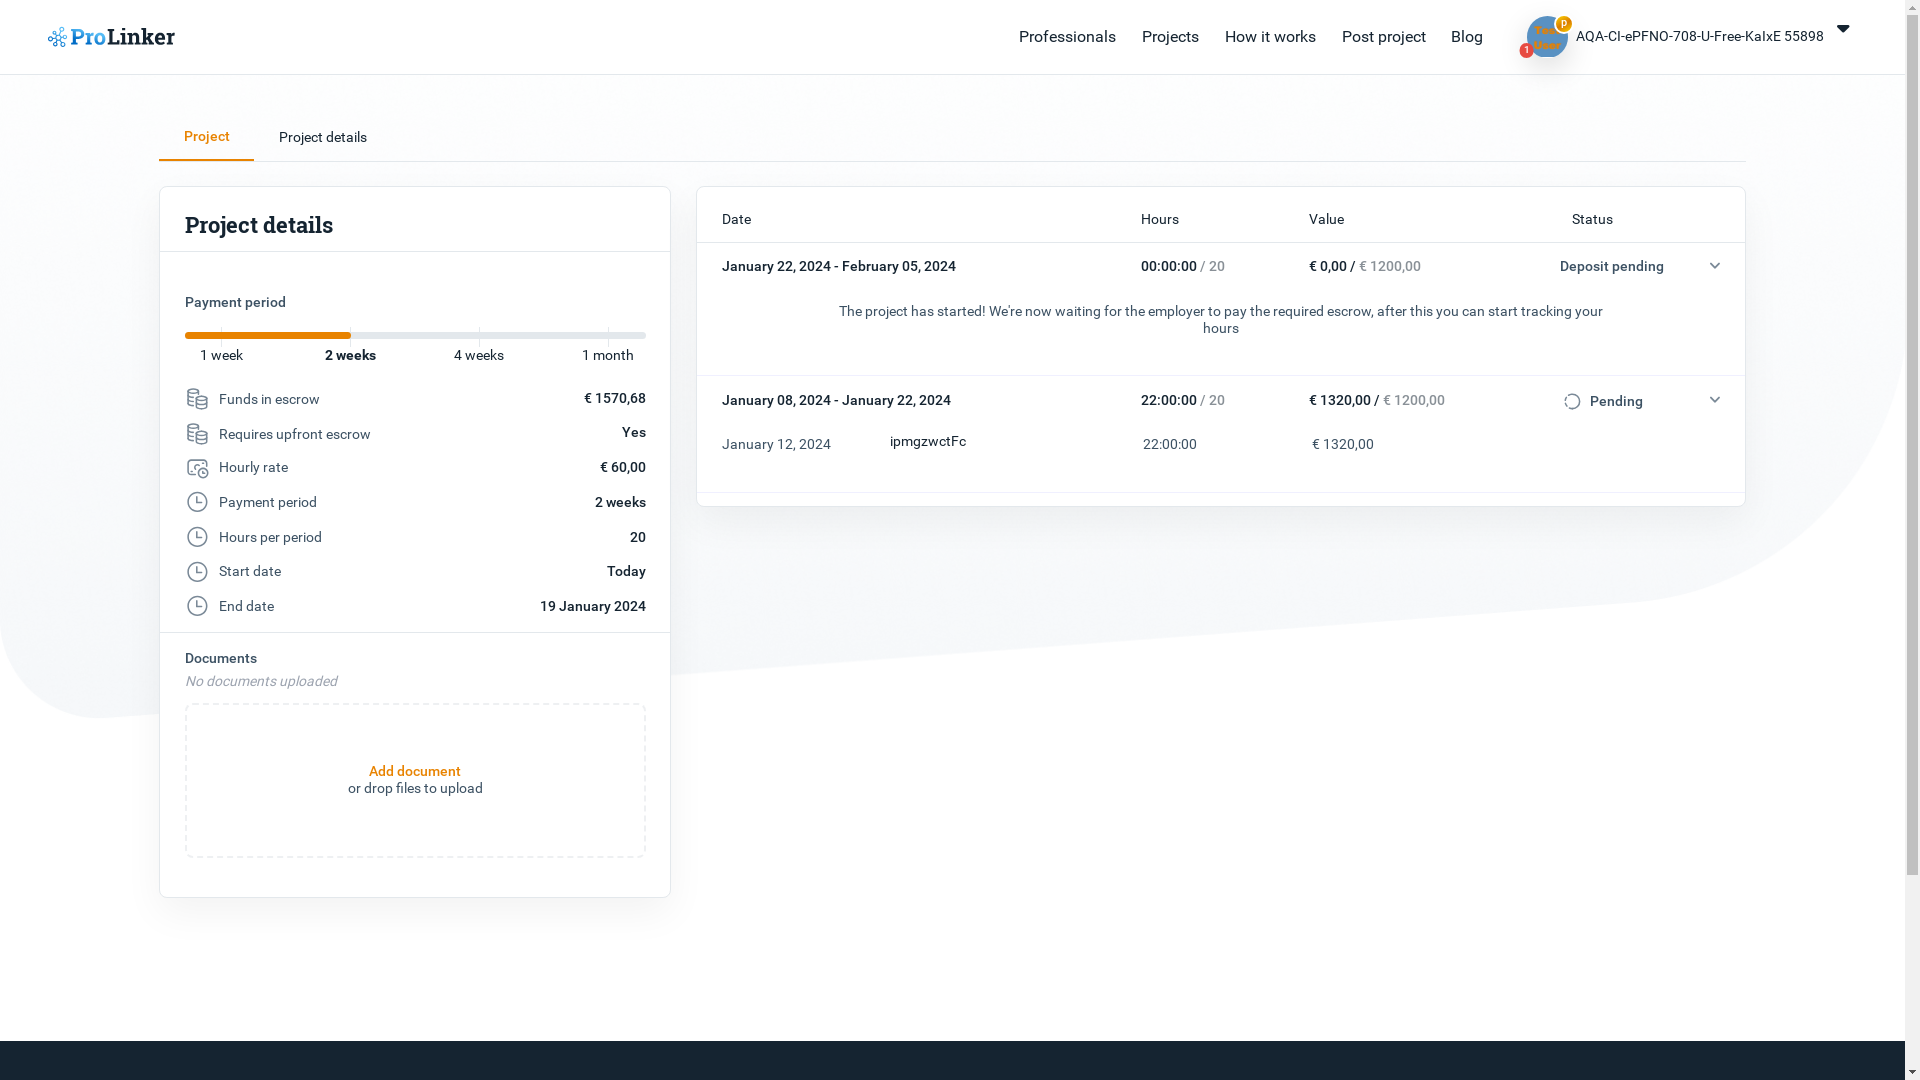 ProLinker
Professionals Projects How it works Post project Blog
P
1
AQA-CI-ePFNO-708-U-Free-KaIxE 55898
Project Project details
Project details
Payment period
1 week 2 weeks 4 weeks 1 month
Funds in escrow € 1570,68
Requires upfront escrow Yes
Hourly rate € 60,00
Payment period 2 weeks
Hours per period 20
Start date Today
End date 19 January 2024
Documents
No documents uploaded
Add document
or drop files to upload
Date Hours Value Status
January 22, 2024 - February 05, 2024 00:00:00 / 20 € 0,00 / € 1200,00 Deposit pending
The project has started! We're now waiting for the employer to pay the required escrow, after this you can start tracking your
hours
January 08, 2024 - January 22, 2024 22:00:00 / 20 € 1320,00 / € 1200,00 Pending
January 12, 2024 ipmgzwctFc 22:00:00 € 1320,00